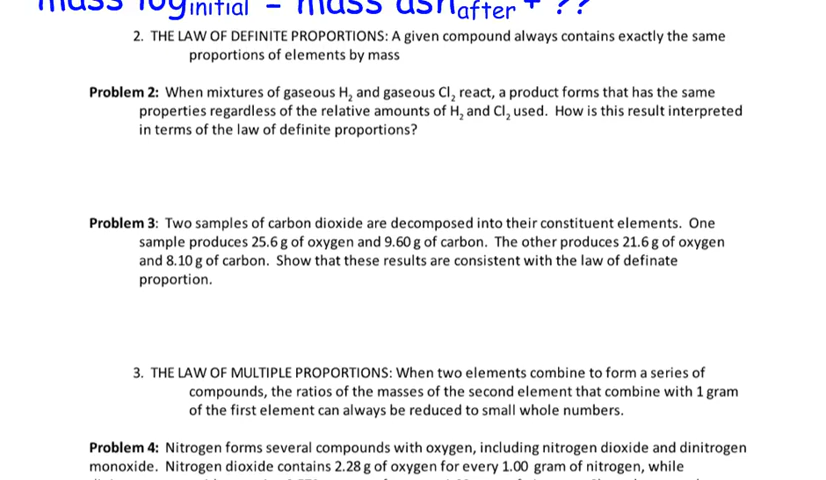 mass log initial = mass ash after + ??
2. THE LAW OF DEFINITE PROPORTIONS: A given compound always contains exactly the same
proportions of elements by mass
Problem 2: When mixtures of gaseous H₂ and gaseous Cl₂ react, a product forms that has the same
properties regardless of the relative amounts of H₂ and Cl₂ used. How is this result interpreted
in terms of the law of definite proportions?
Problem 3: Two samples of carbon dioxide are decomposed into their constituent elements. One
sample produces 25.6 g of oxygen and 9.60 g of carbon. The other produces 21.6 g of oxygen
and 8.10 g of carbon. Show that these results are consistent with the law of definate
proportion.
3. THE LAW OF MULTIPLE PROPORTIONS: When two elements combine to form a series of
compounds, the ratios of the masses of the second element that combine with 1 gram
of the first element can always be reduced to small whole numbers.
Problem 4: Nitrogen forms several compounds with oxygen, including nitrogen dioxide and dinitrogen
monoxide. Nitrogen dioxide contains 2.28 g of oxygen for every 1.00 gram of nitrogen, while